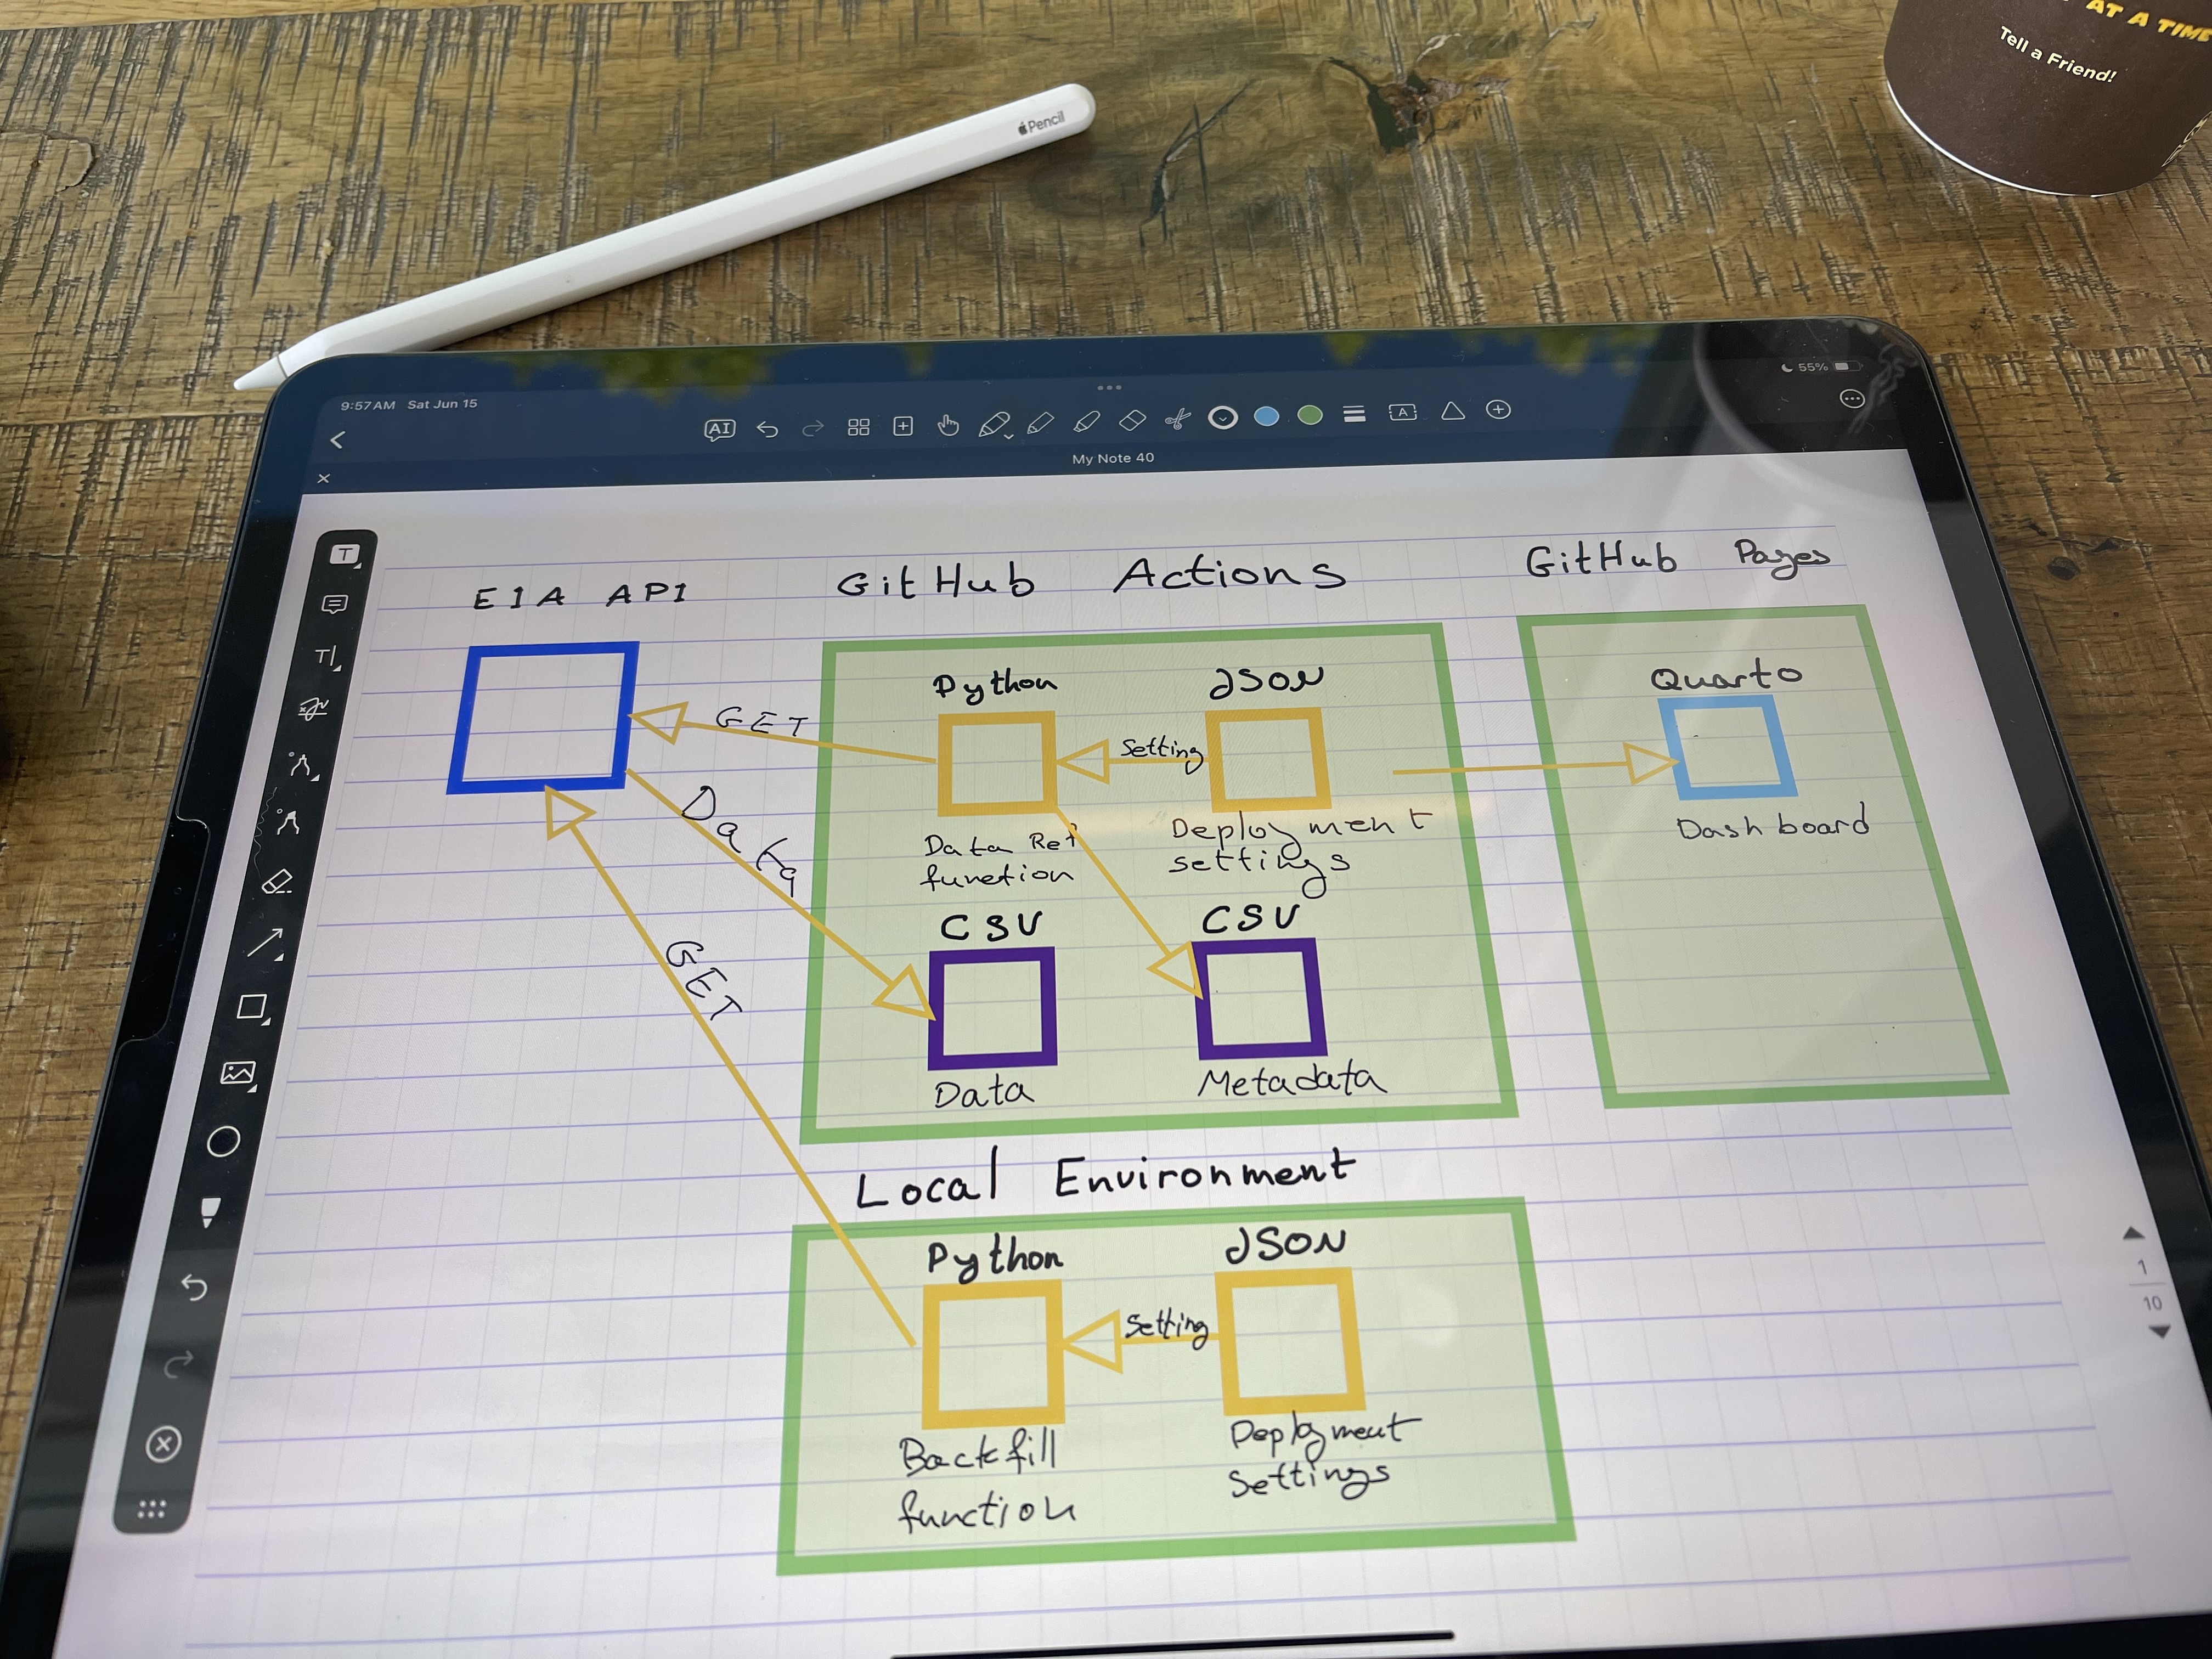 AT A TIME
Tell a Friend!
Pencil
9:57 AM Sat Jun 15
55%
AI
A
My Note 40
T
T
EIA API
GitHub Actions
GitHub Pages
Python
JSON
Quarto
GET
Setting
Data
Data Ref
function
Deployment
settings
Dashboard
CSV
CSV
GET
Data
Metadata
Local Environment
Python
JSON
Setting
Backfill
function
Deployment
Settings
1
10